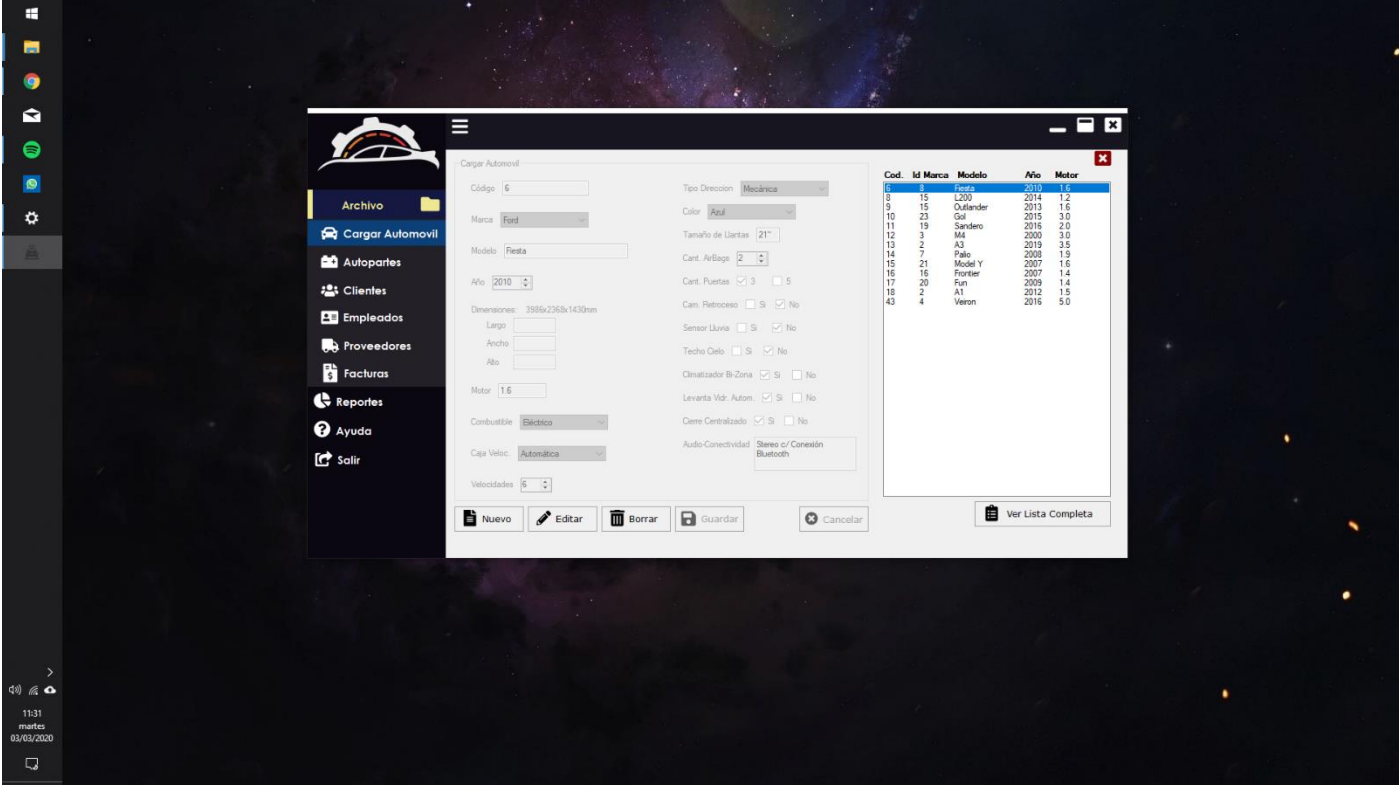 Archivo
Cargar Automovil
Autopartes
Clientes
Empleados
Proveedores
Facturas
Reportes
Ayuda
Salir
Cargar Automovil
Código 6
Marca Ford
Modelo Fiesta
Año 2010
Dimensiones: 3986x2368x1430mm
Largo
Ancho
Alto
Motor 1.6
Combustible Eléctrico
Caja Veloc. Automática
Velocidades 6
Tipo Direccion Mecánica
Color Azul
Tamaño de Llantas 21"
Cant. AirBags 2
Cant. Puertas 3 5
Cam. Retroceso Si No
Sensor Lluvia Si No
Techo Cielo Si No
Climatizador Bi-Zona Si No
Levanta Vidr. Autom. Si No
Cierre Centralizado Si No
Audio-Conectividad Stereo c/ Conexión
Bluetooth
Nuevo Editar Borrar Guardar Cancelar
Cod. Id Marca Modelo Año Motor
6 8 Fiesta 2010 1.6
8 15 L200 2014 1.2
9 15 Outlander 2013 1.6
10 23 Gol 2015 3.0
11 19 Sandero 2016 2.0
12 3 M4 2000 3.0
13 2 A3 2019 3.5
14 7 Palio 2008 1.9
15 21 Model Y 2007 1.6
16 16 Frontier 2007 1.4
17 20 Fun 2009 1.4
18 2 A1 2012 1.5
43 4 Veiron 2016 5.0
Ver Lista Completa
11:31
martes
03/03/2020